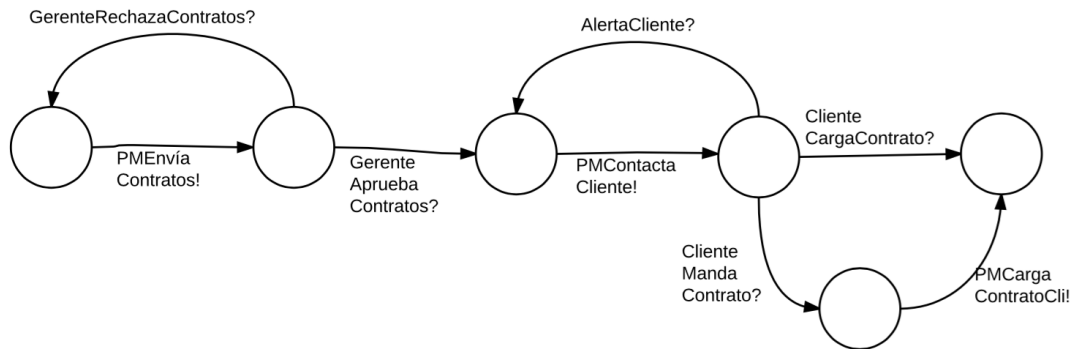 GerenteRechazaContratos?
AlertaCliente?
PMEnvía
Contratos!
Gerente
Aprueba
Contratos?
PMContacta
Cliente!
Cliente
CargaContrato?
Cliente
Manda
Contrato?
PMCarga
ContratoCli!